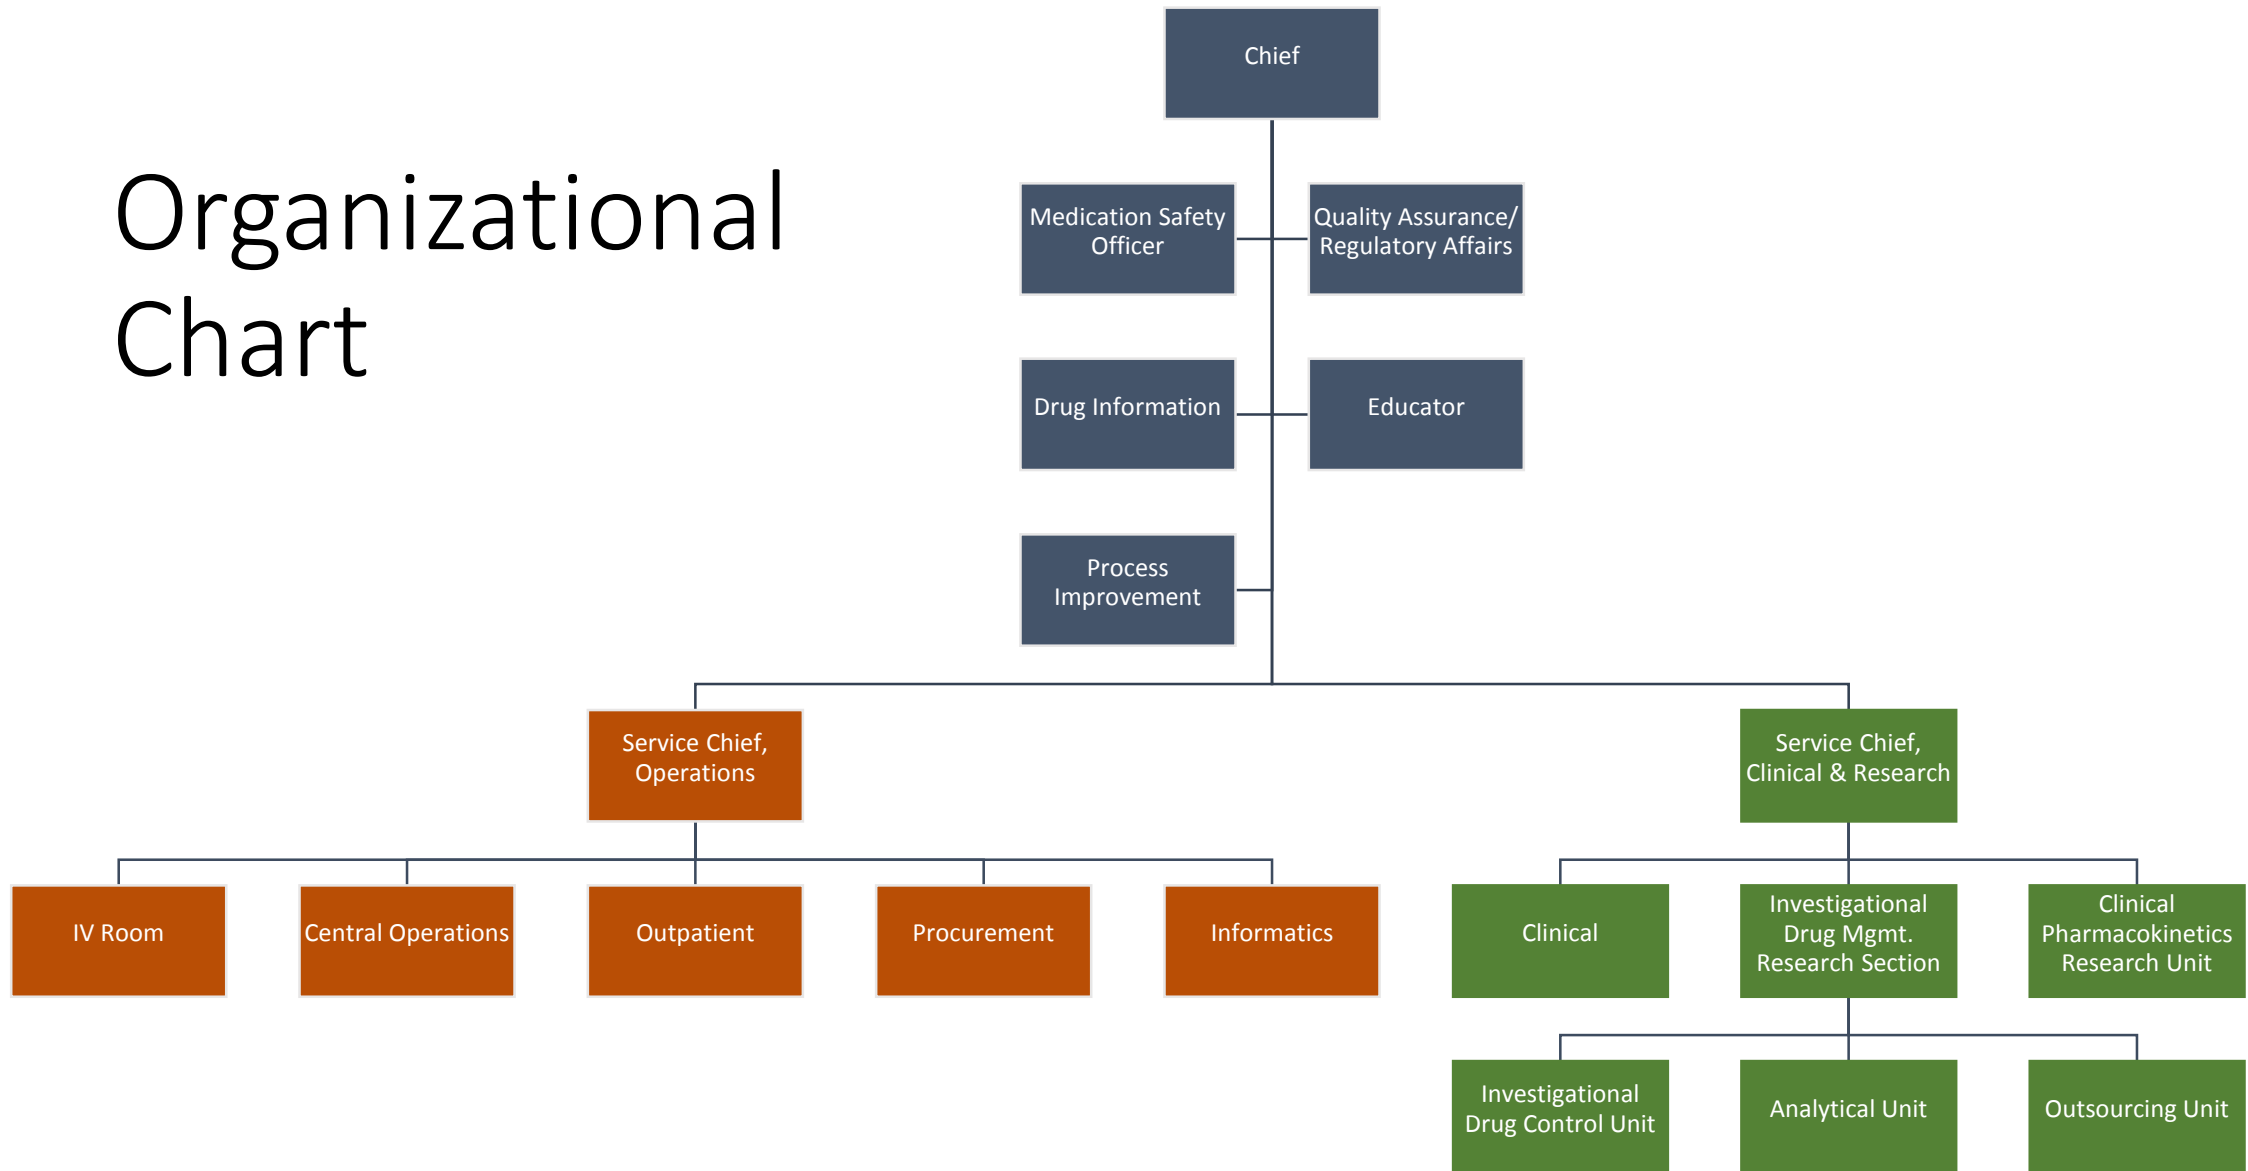 Organizational
Chart
Chief
Medication Safety
Officer
Quality Assurance/
Regulatory Affairs
Drug Information
Educator
Process
Improvement
Service Chief,
Operations
Service Chief,
Clinical & Research
IV Room
Central Operations
Outpatient
Procurement
Informatics
Clinical
Investigational
Drug Mgmt.
Research Section
Clinical
Pharmacokinetics
Research Unit
Investigational
Drug Control Unit
Analytical Unit
Outsourcing Unit